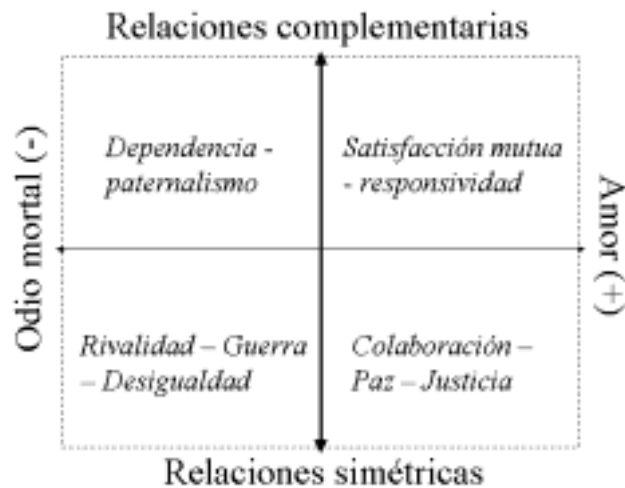 Relaciones complementarias
Odio mortal (-)
Dependencia -
paternalismo
Satisfacción mutua
- responsividad
Amor (+)
Rivalidad – Guerra
– Desigualdad
Colaboración –
Paz – Justicia
Relaciones simétricas